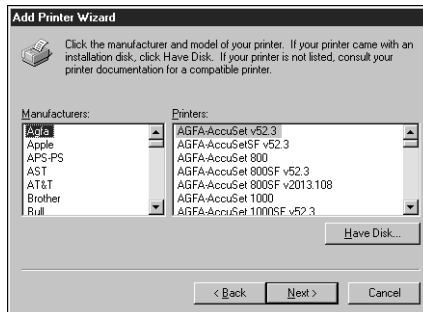 Add Printer Wizard
Click the manufacturer and model of your printer. If your printer came with an
installation disk, click Have Disk. If your printer is not listed, consult your
printer documentation for a compatible printer.
Manufacturers:
Agfa
Apple
APS-PS
AST
AT&T
Brother
Bull
Printers:
AGFA-AccuSet v52.3
AGFA-AccuSetSF v52.3
AGFA-AccuSet 800
AGFA-AccuSet 800SF v52.3
AGFA-AccuSet 800SF v2013.108
AGFA-AccuSet 1000
AGFA-AccuSet 1000SF v52.3
Have Disk...
< Back
Next >
Cancel